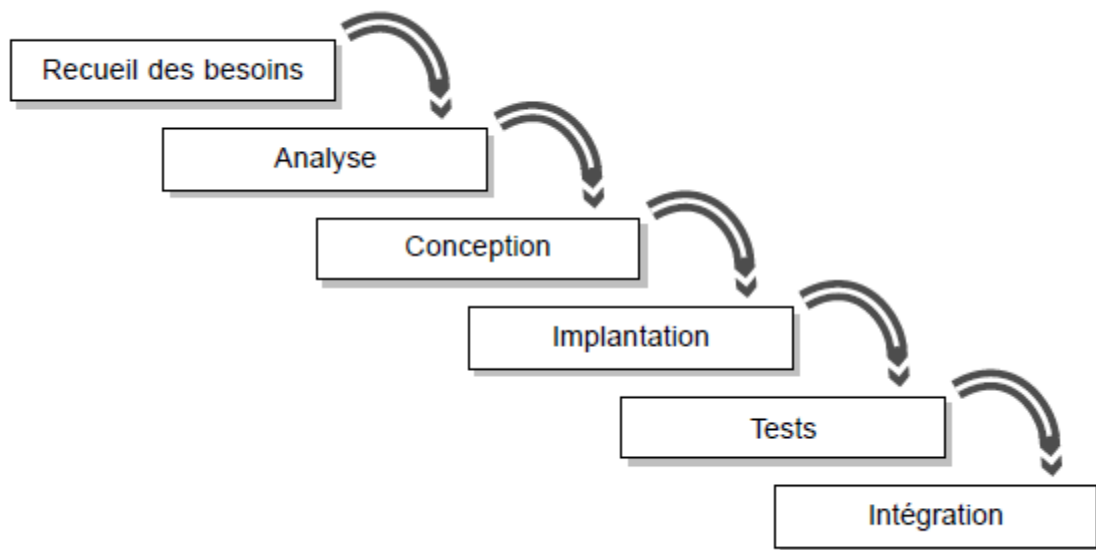 Recueil des besoins
Analyse
Conception
Implantation
Tests
Intégration